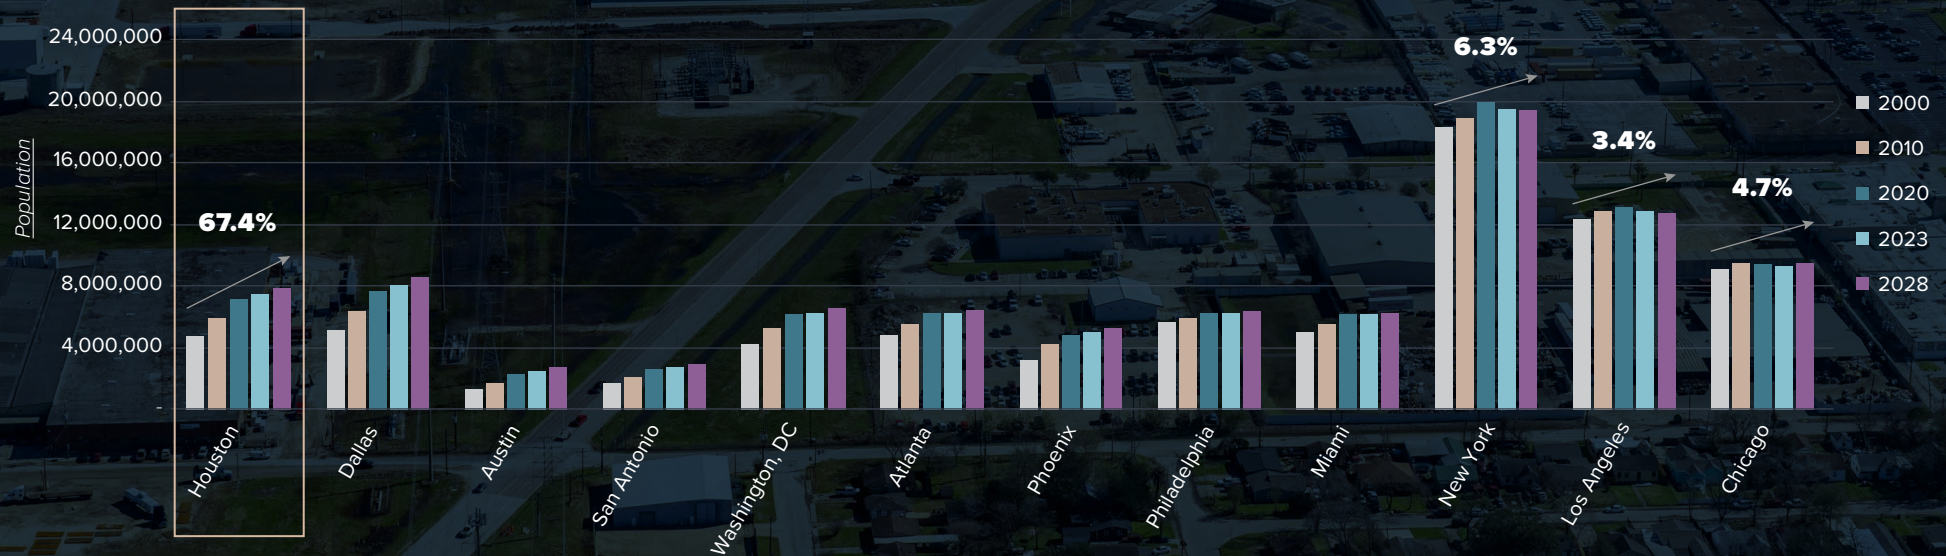 24,000,000
20,000,000
16,000,000
12,000,000
8,000,000
4,000,000
-
Population
67.4%
6.3%
3.4%
4.7%
Houston
Dallas
Austin
San Antonio
Washington, DC
Atlanta
Phoenix
Philadelphia
Miami
New York
Los Angeles
Chicago
2000
2010
2020
2023
2028